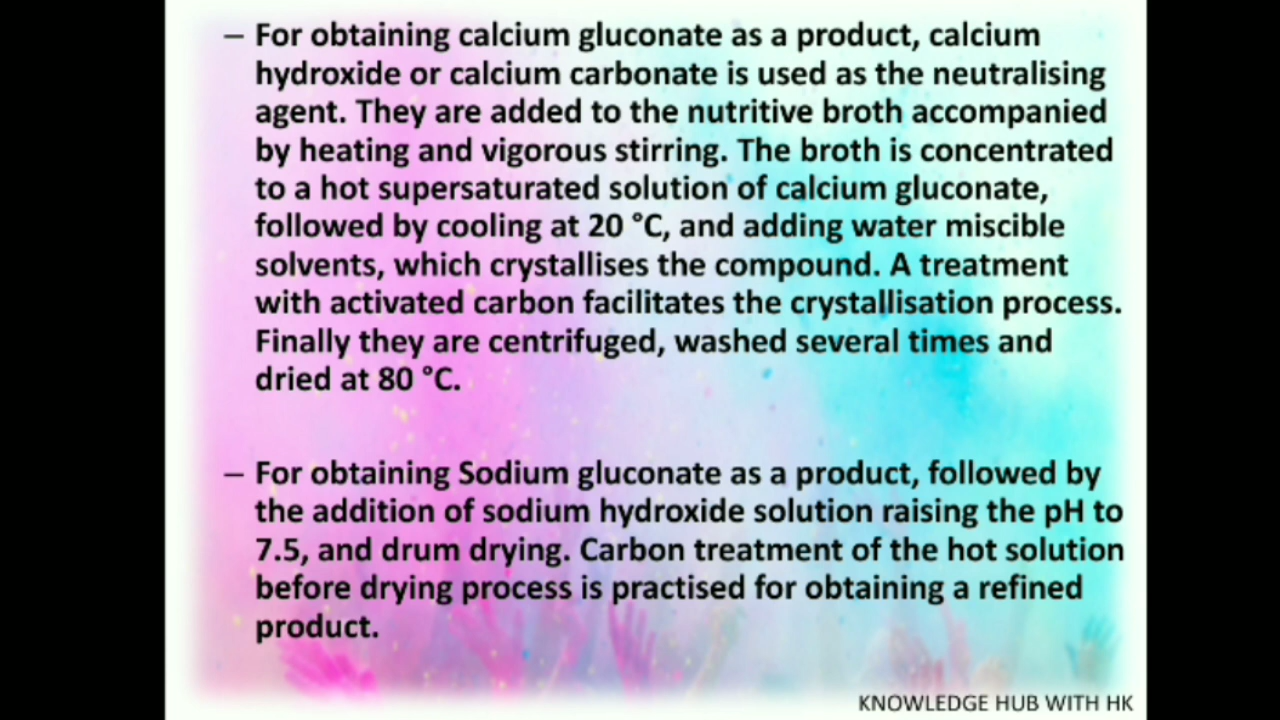 – For obtaining calcium gluconate as a product, calcium
hydroxide or calcium carbonate is used as the neutralising
agent. They are added to the nutritive broth accompanied
by heating and vigorous stirring. The broth is concentrated
to a hot supersaturated solution of calcium gluconate,
followed by cooling at 20 °C, and adding water miscible
solvents, which crystallises the compound. A treatment
with activated carbon facilitates the crystallisation process.
Finally they are centrifuged, washed several times and
dried at 80 °C.
– For obtaining Sodium gluconate as a product, followed by
the addition of sodium hydroxide solution raising the pH to
7.5, and drum drying. Carbon treatment of the hot solution
before drying process is practised for obtaining a refined
product.
KNOWLEDGE HUB WITH HK